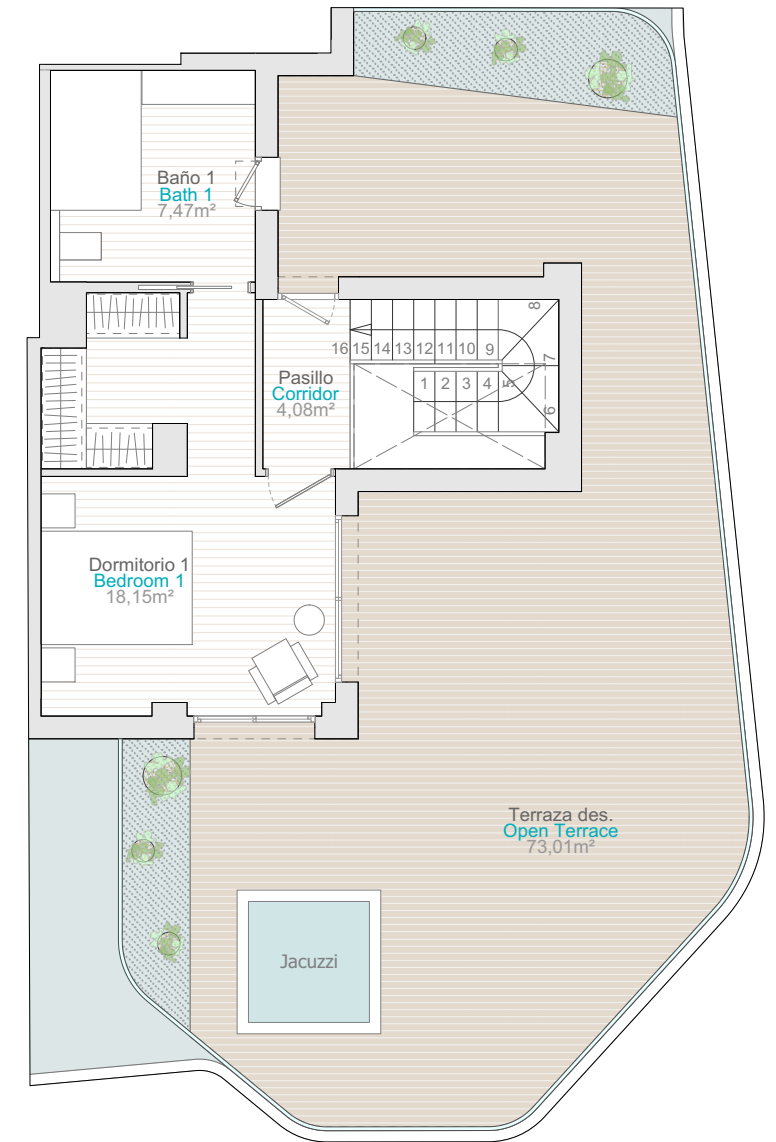 Baño 1
Bath 1
7,47m²
8
16 15 14 13 12 11 10 9
7
Pasillo
Corridor
4,08m²
1 2 3 4 5
6
Dormitorio 1
Bedroom 1
18,15m²
Terraza des.
Open Terrace
73,01m²
Jacuzzi